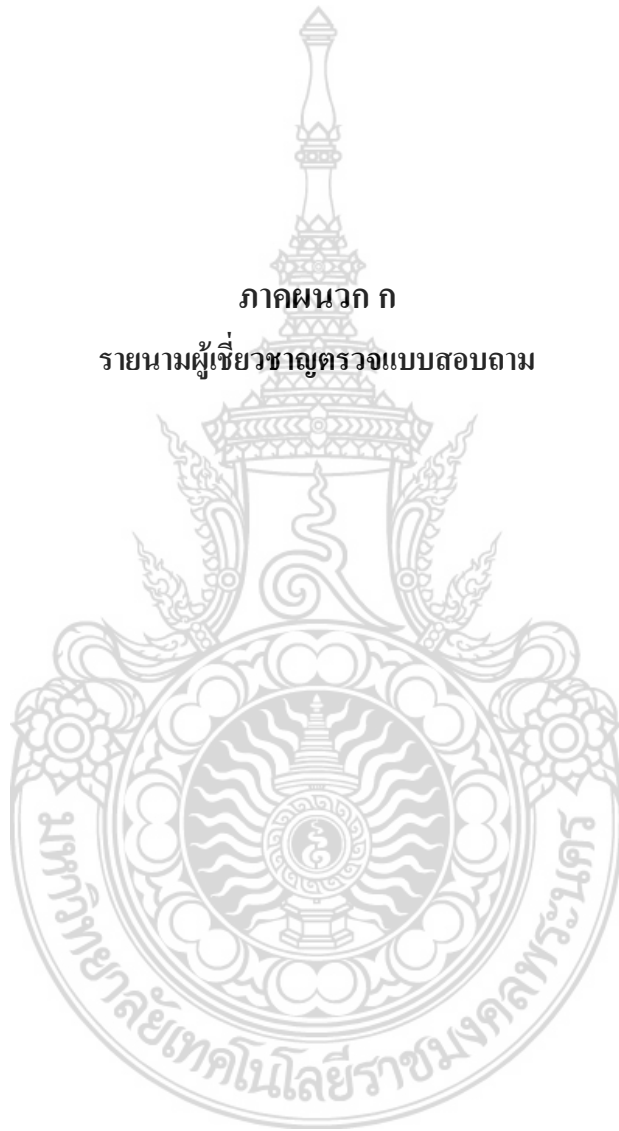 ภาคผนวก ก
รายนามผู้เชี่ยวชาญตรวจแบบสอบถาม
มหาวิทยาลัยเทคโนโลยีราชมงคลพระนคร